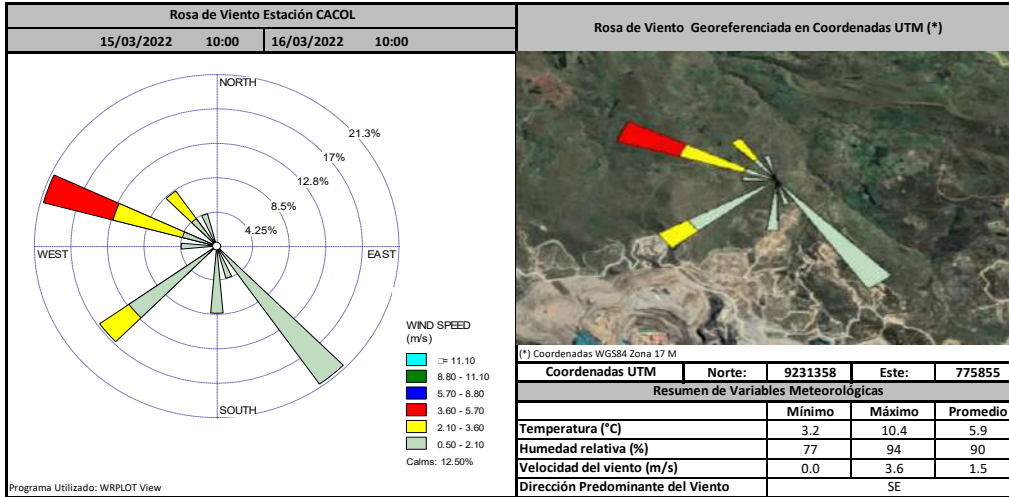 Rosa de Viento Estación CACOL
15/03/2022 10:00 16/03/2022 10:00
NORTH
21.3%
17%
12.8%
8.5%
4.25%
WEST
EAST
SOUTH
WIND SPEED
(m/s)
□= 11.10
8.80 - 11.10
5.70 - 8.80
3.60 - 5.70
2.10 - 3.60
0.50 - 2.10
Calms: 12.50%
Programa Utilizado: WRPLOT View
Rosa de Viento Georeferenciada en Coordenadas UTM (*)
(*) Coordenadas WGS84 Zona 17 M
Coordenadas UTM Norte: 9231358 Este: 775855
Resumen de Variables Meteorológicas
Mínimo Máximo Promedio
Temperatura (°C) 3.2 10.4 5.9
Humedad relativa (%) 77 94 90
Velocidad del viento (m/s) 0.0 3.6 1.5
Dirección Predominante del Viento SE